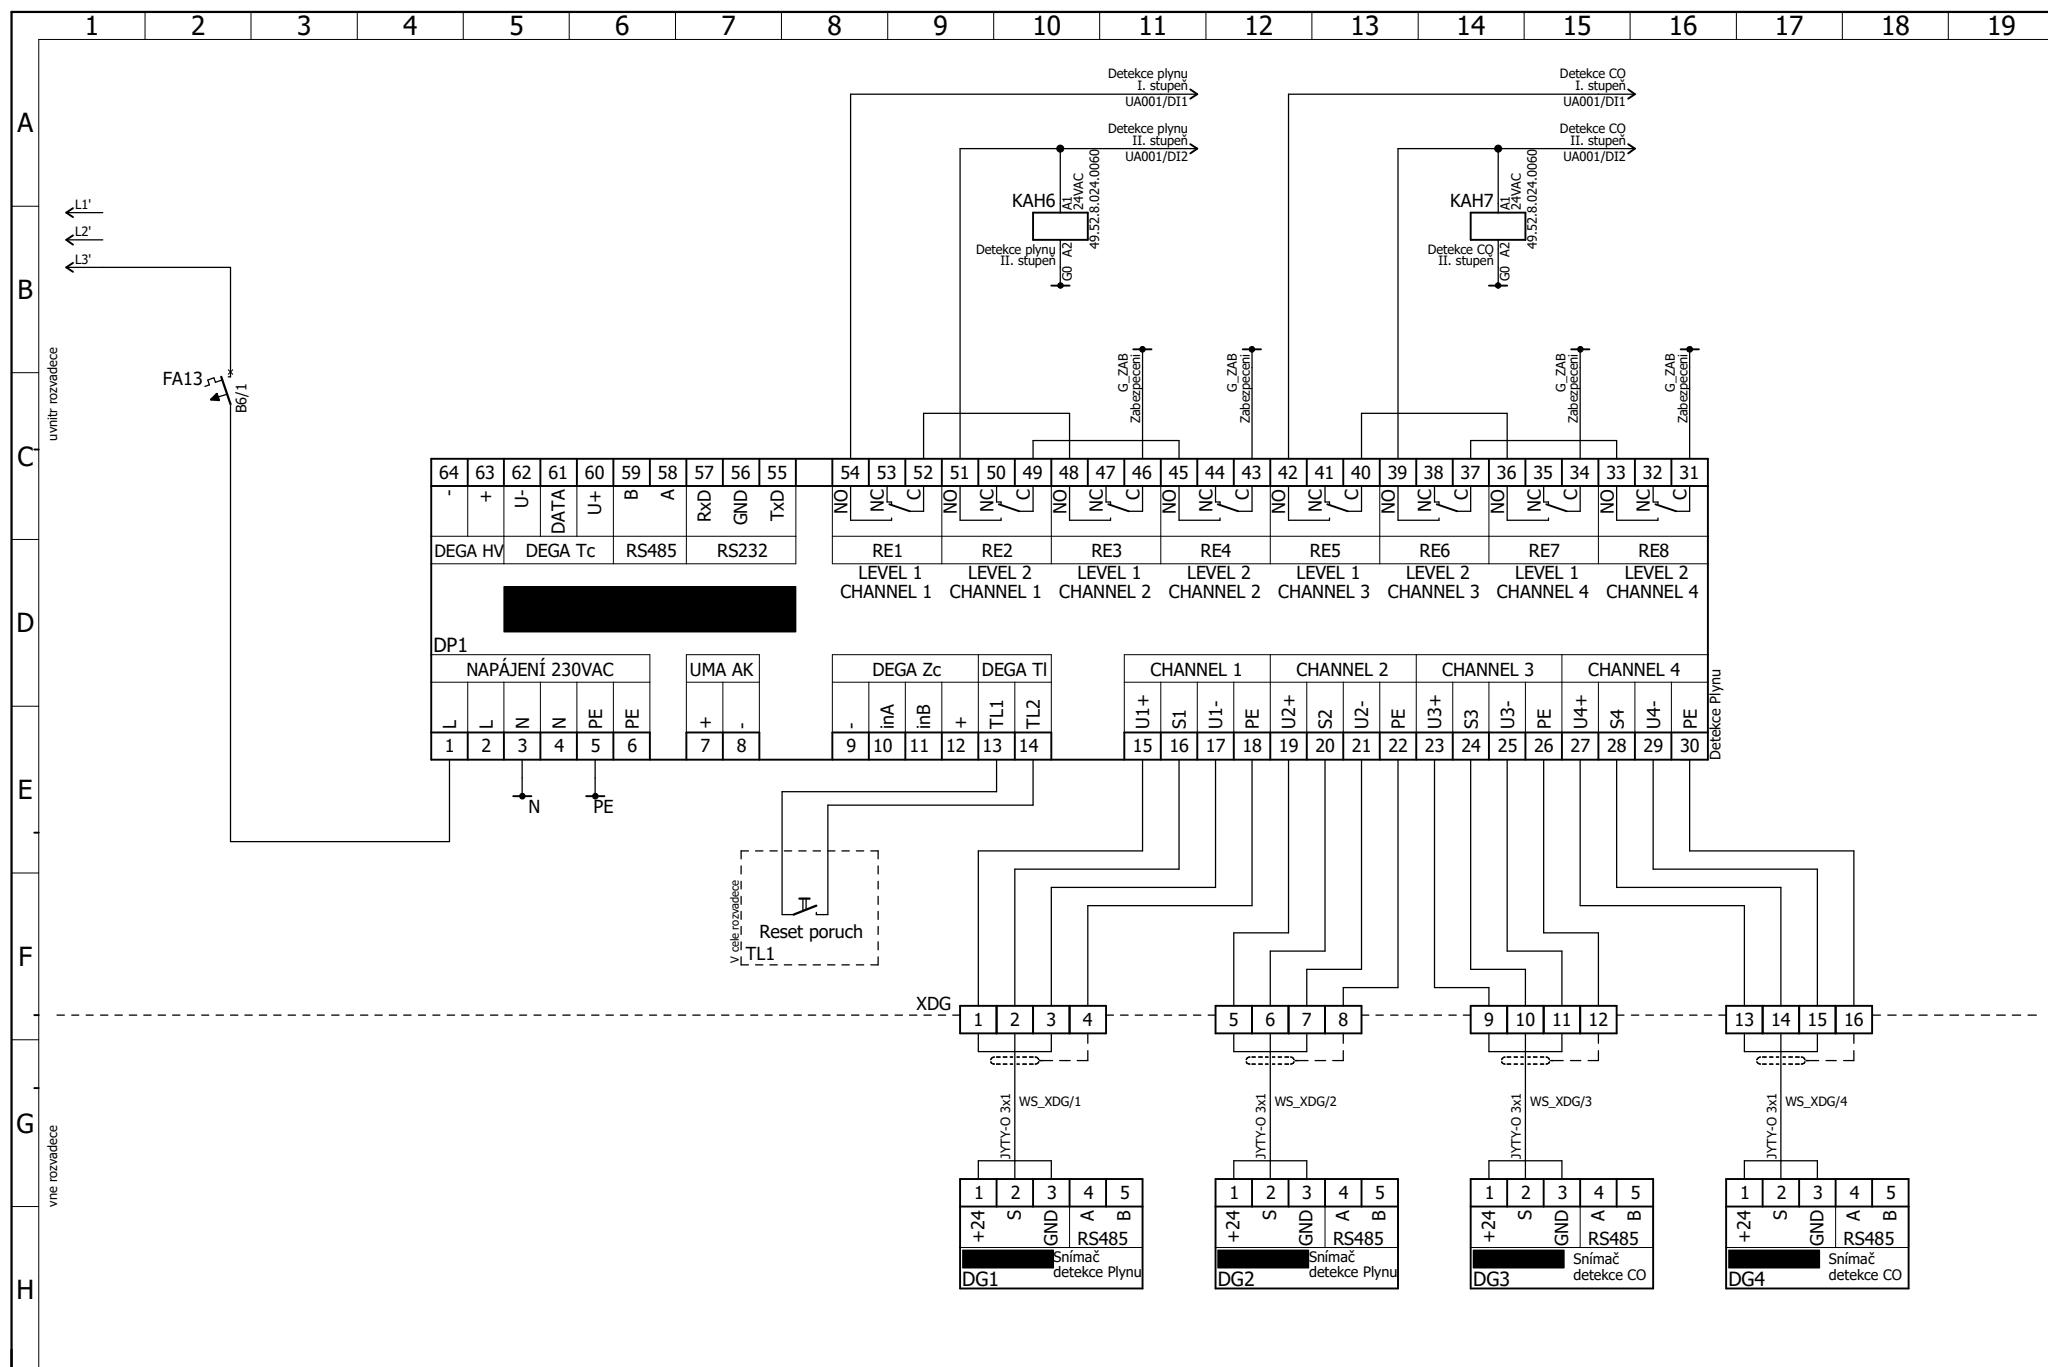 1 2 3 4 5 6 7 8 9 10 11 12 13 14 15 16 17 18 19
A
B
C
D
E
F
G
H
Detekce plynu
I. stupeň
UA001/DI1
Detekce plynu
II. stupeň
UA001/DI2
Detekce CO
I. stupeň
UA001/DI1
Detekce CO
II. stupeň
UA001/DI2
KAH6
A1
24VAC
49.52.8.024.0060
Detekce plynu
II. stupeň
A2
G0
KAH7
A1
24VAC
49.52.8.024.0060
Detekce CO
II. stupeň
A2
G0
L1'
L2'
L3'
uvnitr rozvadece
FA13
B6/1
G_ZAB
Zabezpeceni
G_ZAB
Zabezpeceni
G_ZAB
Zabezpeceni
G_ZAB
Zabezpeceni
64 63 62 61 60 59 58 57 56 55 54 53 52 51 50 49 48 47 46 45 44 43 42 41 40 39 38 37 36 35 34 33 32 31
- + U- DATA U+ B A RxD GND TxD NO NC C NO NC C NO NC C NO NC C NO NC C NO NC C NO NC C NO NC C
DEGA HV DEGA Tc RS485 RS232 RE1 RE2 RE3 RE4 RE5 RE6 RE7 RE8
LEVEL 1 LEVEL 2 LEVEL 1 LEVEL 2 LEVEL 1 LEVEL 2 LEVEL 1 LEVEL 2
CHANNEL 1 CHANNEL 1 CHANNEL 2 CHANNEL 2 CHANNEL 3 CHANNEL 3 CHANNEL 4 CHANNEL 4
DP1
NAPÁJENÍ 230VAC UMA AK DEGA Zc DEGA Tl CHANNEL 1 CHANNEL 2 CHANNEL 3 CHANNEL 4
L L N N PE PE + - - inA inB + TL1 TL2 U1+ S1 U1- PE U2+ S2 U2- PE U3+ S3 U3- PE U4+ S4 U4- PE
1 2 3 4 5 6 7 8 9 10 11 12 13 14 15 16 17 18 19 20 21 22 23 24 25 26 27 28 29 30
Detekce Plynu
N
PE
V cele rozvadece
Reset poruch
TL1
XDG
1 2 3 4 5 6 7 8 9 10 11 12 13 14 15 16
JYTY-O 3x1
WS_XDG/1
JYTY-O 3x1
WS_XDG/2
JYTY-O 3x1
WS_XDG/3
JYTY-O 3x1
WS_XDG/4
vne rozvadece
1 2 3 4 5
+24 S GND A B
RS485
Snímač
detekce Plynu
DG1
1 2 3 4 5
+24 S GND A B
RS485
Snímač
detekce Plynu
DG2
1 2 3 4 5
+24 S GND A B
RS485
Snímač
detekce CO
DG3
1 2 3 4 5
+24 S GND A B
RS485
Snímač
detekce CO
DG4